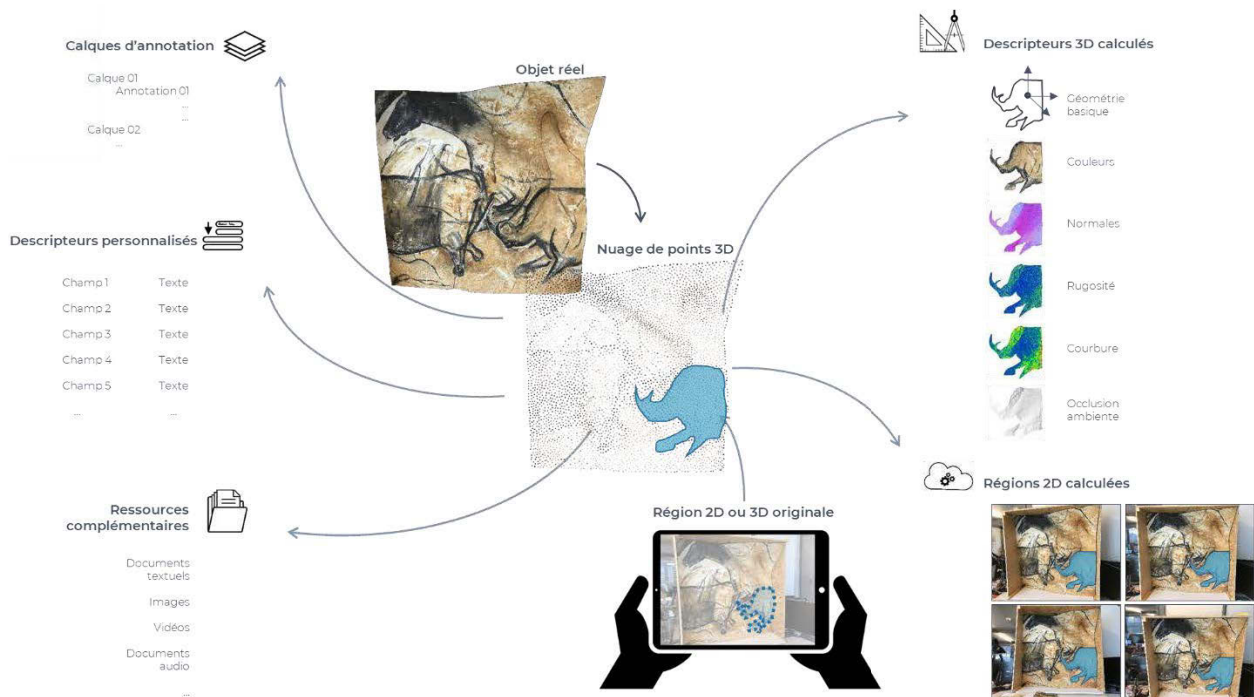 Calques d'annotation
Calque 01
Annotation 01
...
...
Calque 02
...
Objet réel
Nuage de points 3D
Descripteurs personnalisés
Champ 1 Texte
Champ 2 Texte
Champ 3 Texte
Champ 4 Texte
Champ 5 Texte
... ...
Ressources
complémentaires
Documents
textuels
Images
Vidéos
Documents
audio
...
Région 2D ou 3D originale
Descripteurs 3D calculés
Géométrie
basique
Couleurs
Normales
Rugosité
Courbure
Occlusion
ambiente
Régions 2D calculées